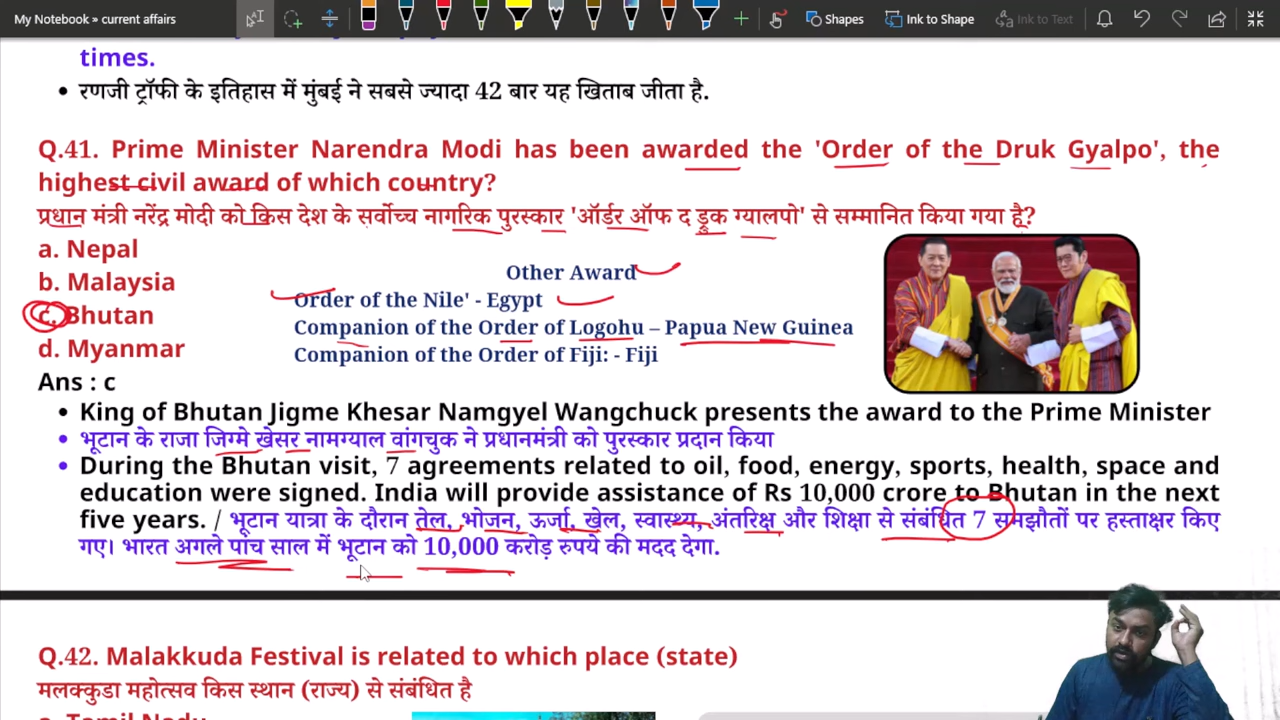 My Notebook » current affairs
Shapes
Ink to Shape
Ink to Text
times.
• रणजी ट्रॉफी के इतिहास में मुंबई ने सबसे ज्यादा 42 बार यह खिताब जीता है.
Q.41. Prime Minister Narendra Modi has been awarded the 'Order of the Druk Gyalpo', the
highest civil award of which country?
प्रधान मंत्री नरेंद्र मोदी को किस देश के सर्वोच्च नागरिक पुरस्कार 'ऑर्डर ऑफ द ड्रुक ग्यालपो' से सम्मानित किया गया है?
a. Nepal
b. Malaysia
c. Bhutan
d. Myanmar
Other Award
Order of the Nile' - Egypt
Companion of the Order of Logohu – Papua New Guinea
Companion of the Order of Fiji: - Fiji
Ans : c
• King of Bhutan Jigme Khesar Namgyel Wangchuck presents the award to the Prime Minister
• भूटान के राजा जिग्मे खेसर नामग्याल वांगचुक ने प्रधानमंत्री को पुरस्कार प्रदान किया
• During the Bhutan visit, 7 agreements related to oil, food, energy, sports, health, space and
education were signed. India will provide assistance of Rs 10,000 crore to Bhutan in the next
five years. / भूटान यात्रा के दौरान तेल, भोजन, ऊर्जा, खेल, स्वास्थ्य, अंतरिक्ष और शिक्षा से संबंधित 7 समझौतों पर हस्ताक्षर किए
गए। भारत अगले पांच साल में भूटान को 10,000 करोड़ रुपये की मदद देगा.
Q.42. Malakkuda Festival is related to which place (state)
मलक्कुडा महोत्सव किस स्थान (राज्य) से संबंधित है
a. Tamil Nadu